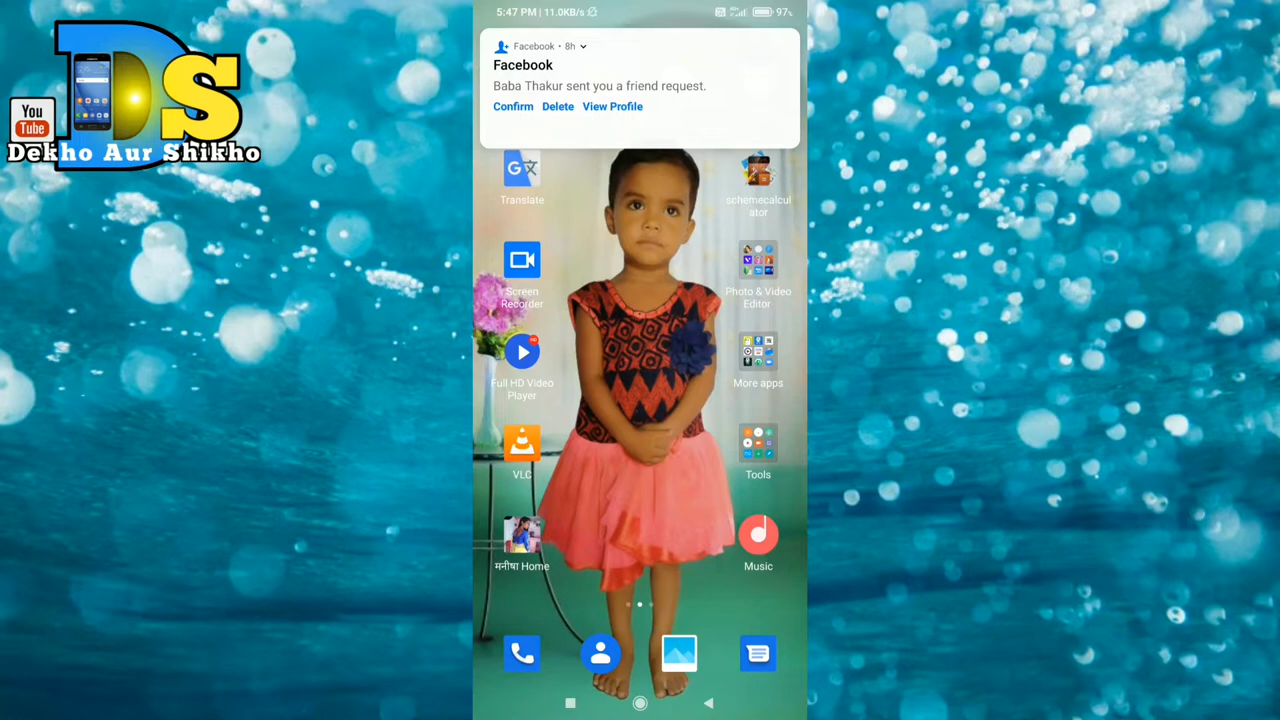 You
Tube
DS
Dekho Aur Shikho
5:47 PM | 11.0KB/s
97%
Facebook • 8h
Facebook
Baba Thakur sent you a friend request.
Confirm Delete View Profile
Translate
schemecalcul
ator
Screen
Recorder
Photo & Video
Editor
HD
Full HD Video
Player
More apps
VLC
Tools
मनीषा Home
Music